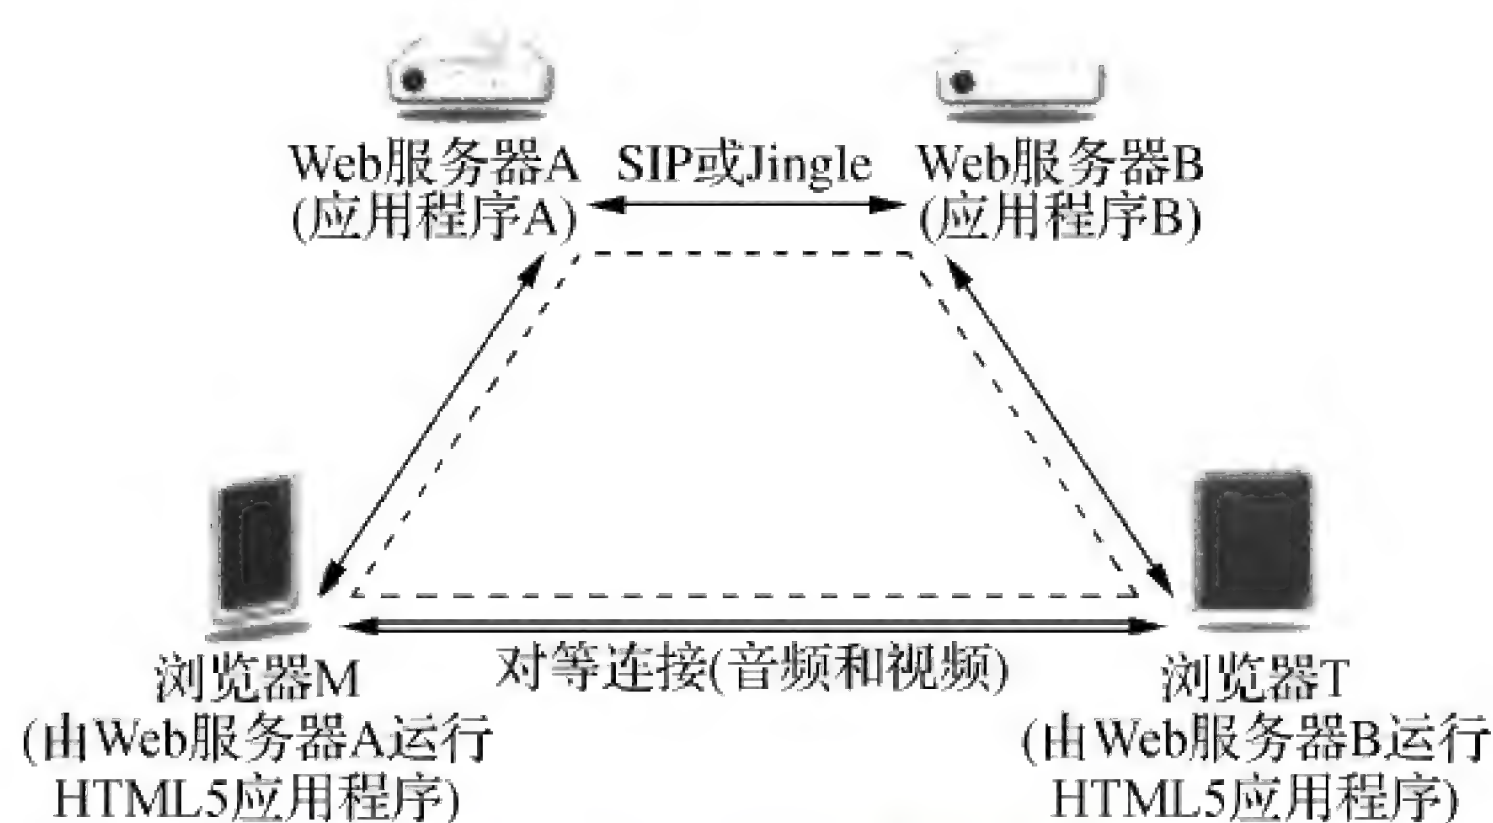 Web服务器A
SIP或Jingle
Web服务器B
(应用程序A)
(应用程序B)
对等连接(音频和视频)
浏览器M
(由Web服务器A运行
HTML5应用程序)
浏览器T
(由Web服务器B运行
HTML5应用程序)